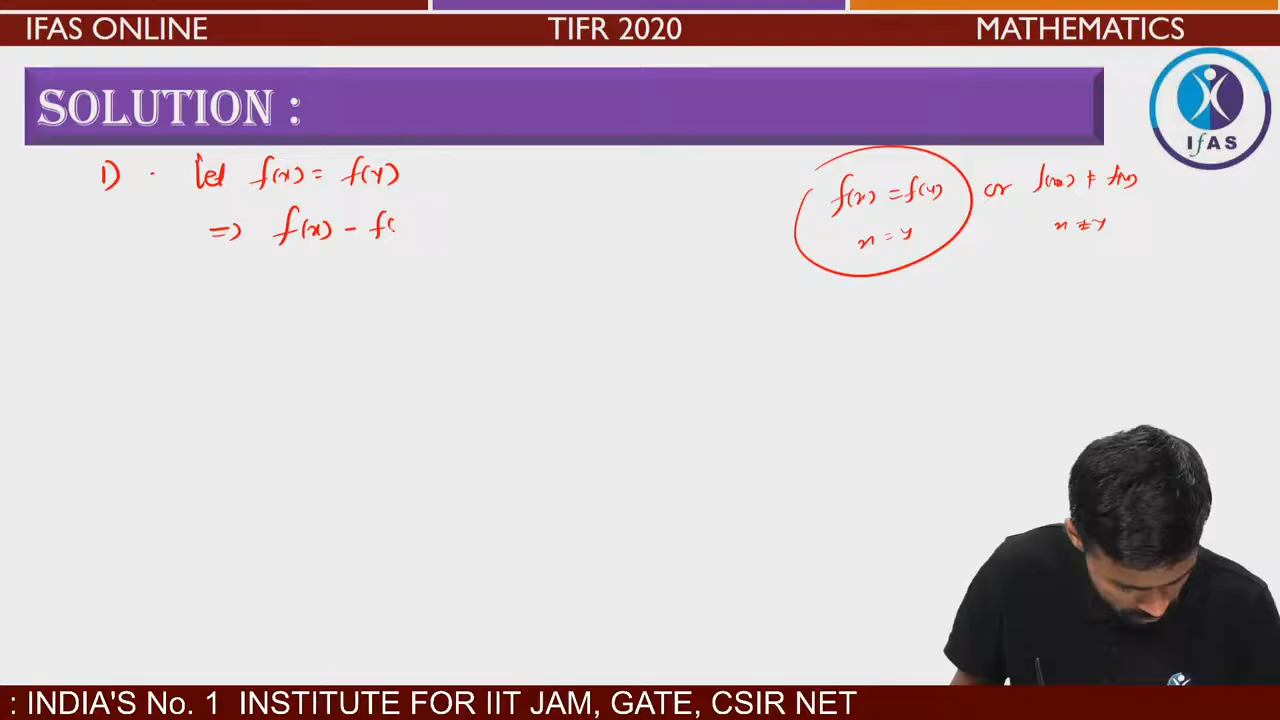 IFAS ONLINE
TIFR 2020
MATHEMATICS
SOLUTION :
IfAS
1) · Let f(x) = f(y)
=> f(x) - f(
f(x) = f(y)
x = y
or f(x) ≠ f(y)
x ≠ y
: INDIA'S No. 1 INSTITUTE FOR IIT JAM, GATE, CSIR NET